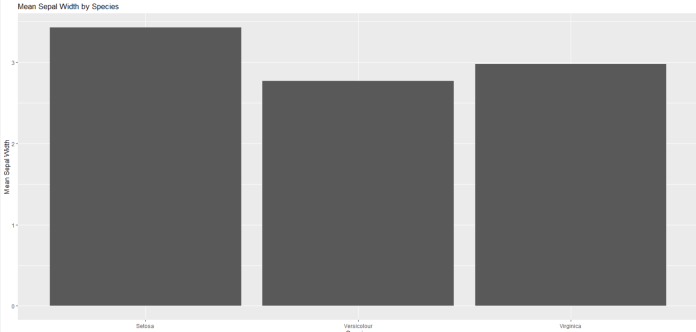 Mean Sepal Width by Species
Mean Sepal Width
3
2
1
0
Setosa
Versicolour
Virginica